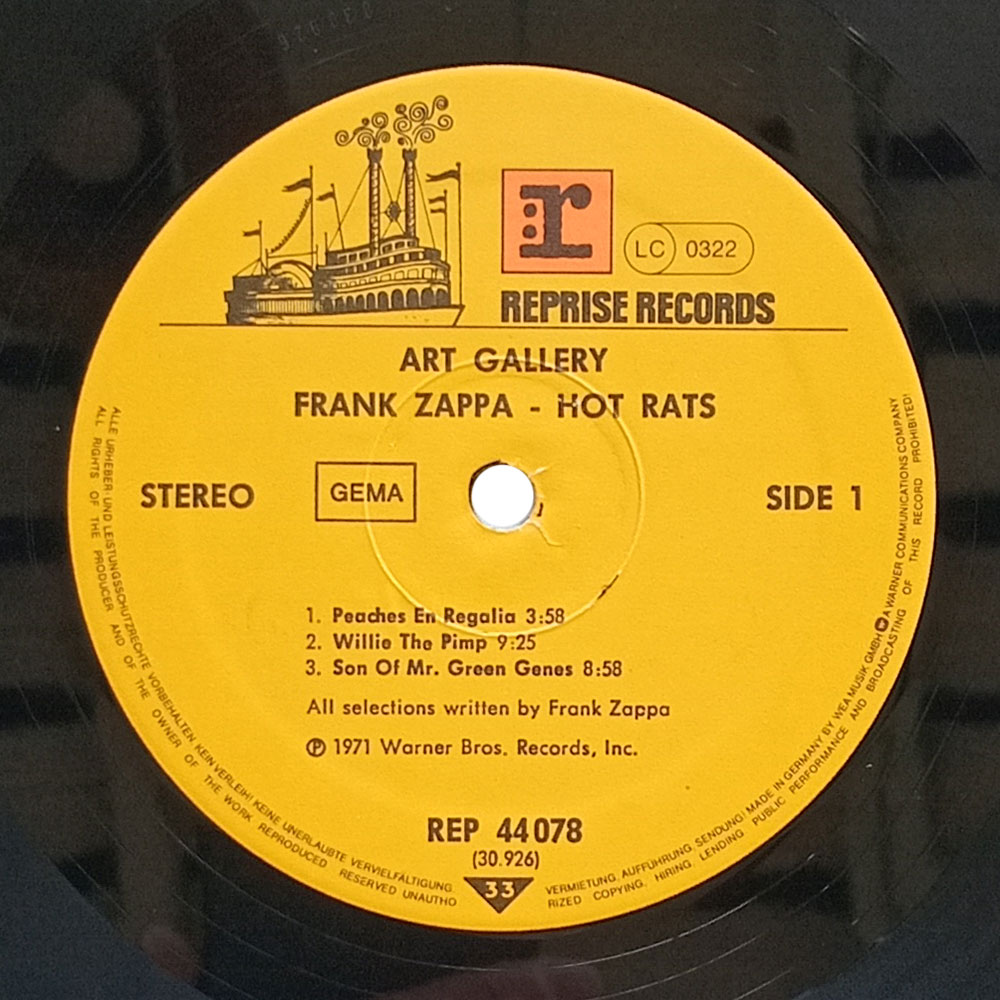 r
LC 0322
REPRISE RECORDS
ART GALLERY
FRANK ZAPPA - HOT RATS
STEREO
GEMA
SIDE 1
1. Peaches En Regalia 3:58
2. Willie The Pimp 9:25
3. Son Of Mr. Green Genes 8:58
All selections written by Frank Zappa
℗ 1971 Warner Bros. Records, Inc.
REP 44 078
(30.926)
33
ALLE URHEBER- UND LEISTUNGSSCHUTZRECHTE VORBEHALTEN. KEIN VERLEIH! KEINE UNERLAUBTE VERVIELFÄLTIGUNG,
VERMIETUNG, AUFFÜHRUNG, SENDUNG! MADE IN GERMANY BY WEA MUSIK GMBH W A WARNER COMMUNICATIONS COMPANY
ALL RIGHTS OF THE PRODUCER AND OF THE OWNER OF THE WORK REPRODUCED RESERVED UNAUTHO
RIZED COPYING, HIRING, LENDING PUBLIC PERFORMANCE AND BROADCASTING OF THIS RECORD PROHIBITED!